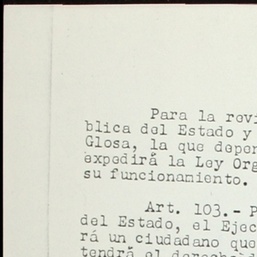 Para la revi
blica del Estado y
Glosa, la que depen
expedirá la Ley Org
su funcionamiento.
Art. 103.- P
del Estado, el Ejec
rá un ciudadano que
tendrá el derecho d